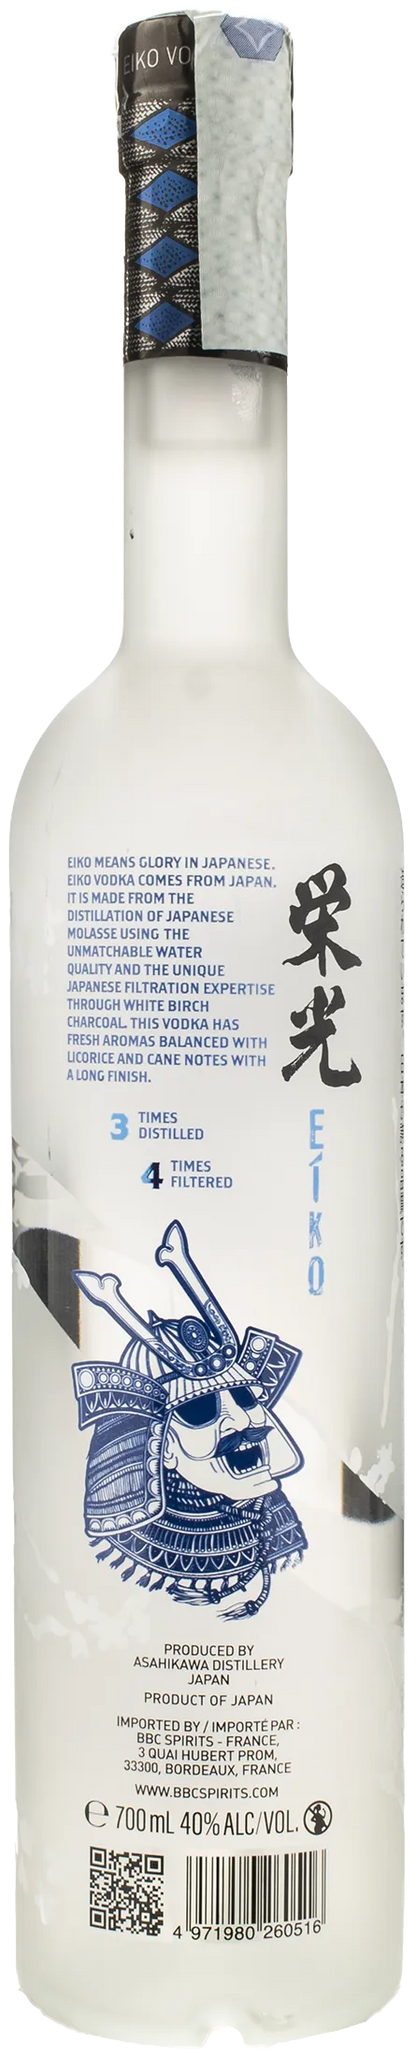 EIKO VO
EIKO MEANS GLORY IN JAPANESE.
EIKO VODKA COMES FROM JAPAN.
IT IS MADE FROM THE
DISTILLATION OF JAPANESE
MOLASSE USING THE
UNMATCHABLE WATER
QUALITY AND THE UNIQUE
JAPANESE FILTRATION EXPERTISE
THROUGH WHITE BIRCH
CHARCOAL. THIS VODKA HAS
FRESH AROMAS BALANCED WITH
LICORICE AND CANE NOTES WITH
A LONG FINISH.
栄光
EÍKO
3 TIMES
DISTILLED
4 TIMES
FILTERED
PRODUCED BY
ASAHIKAWA DISTILLERY
JAPAN
PRODUCT OF JAPAN
IMPORTED BY / IMPORTÉ PAR :
BBC SPIRITS - FRANCE,
3 QUAI HUBERT PROM,
33300, BORDEAUX, FRANCE
WWW.BBCSPIRITS.COM
℮ 700mL 40% ALC/VOL.
4 971980 260516